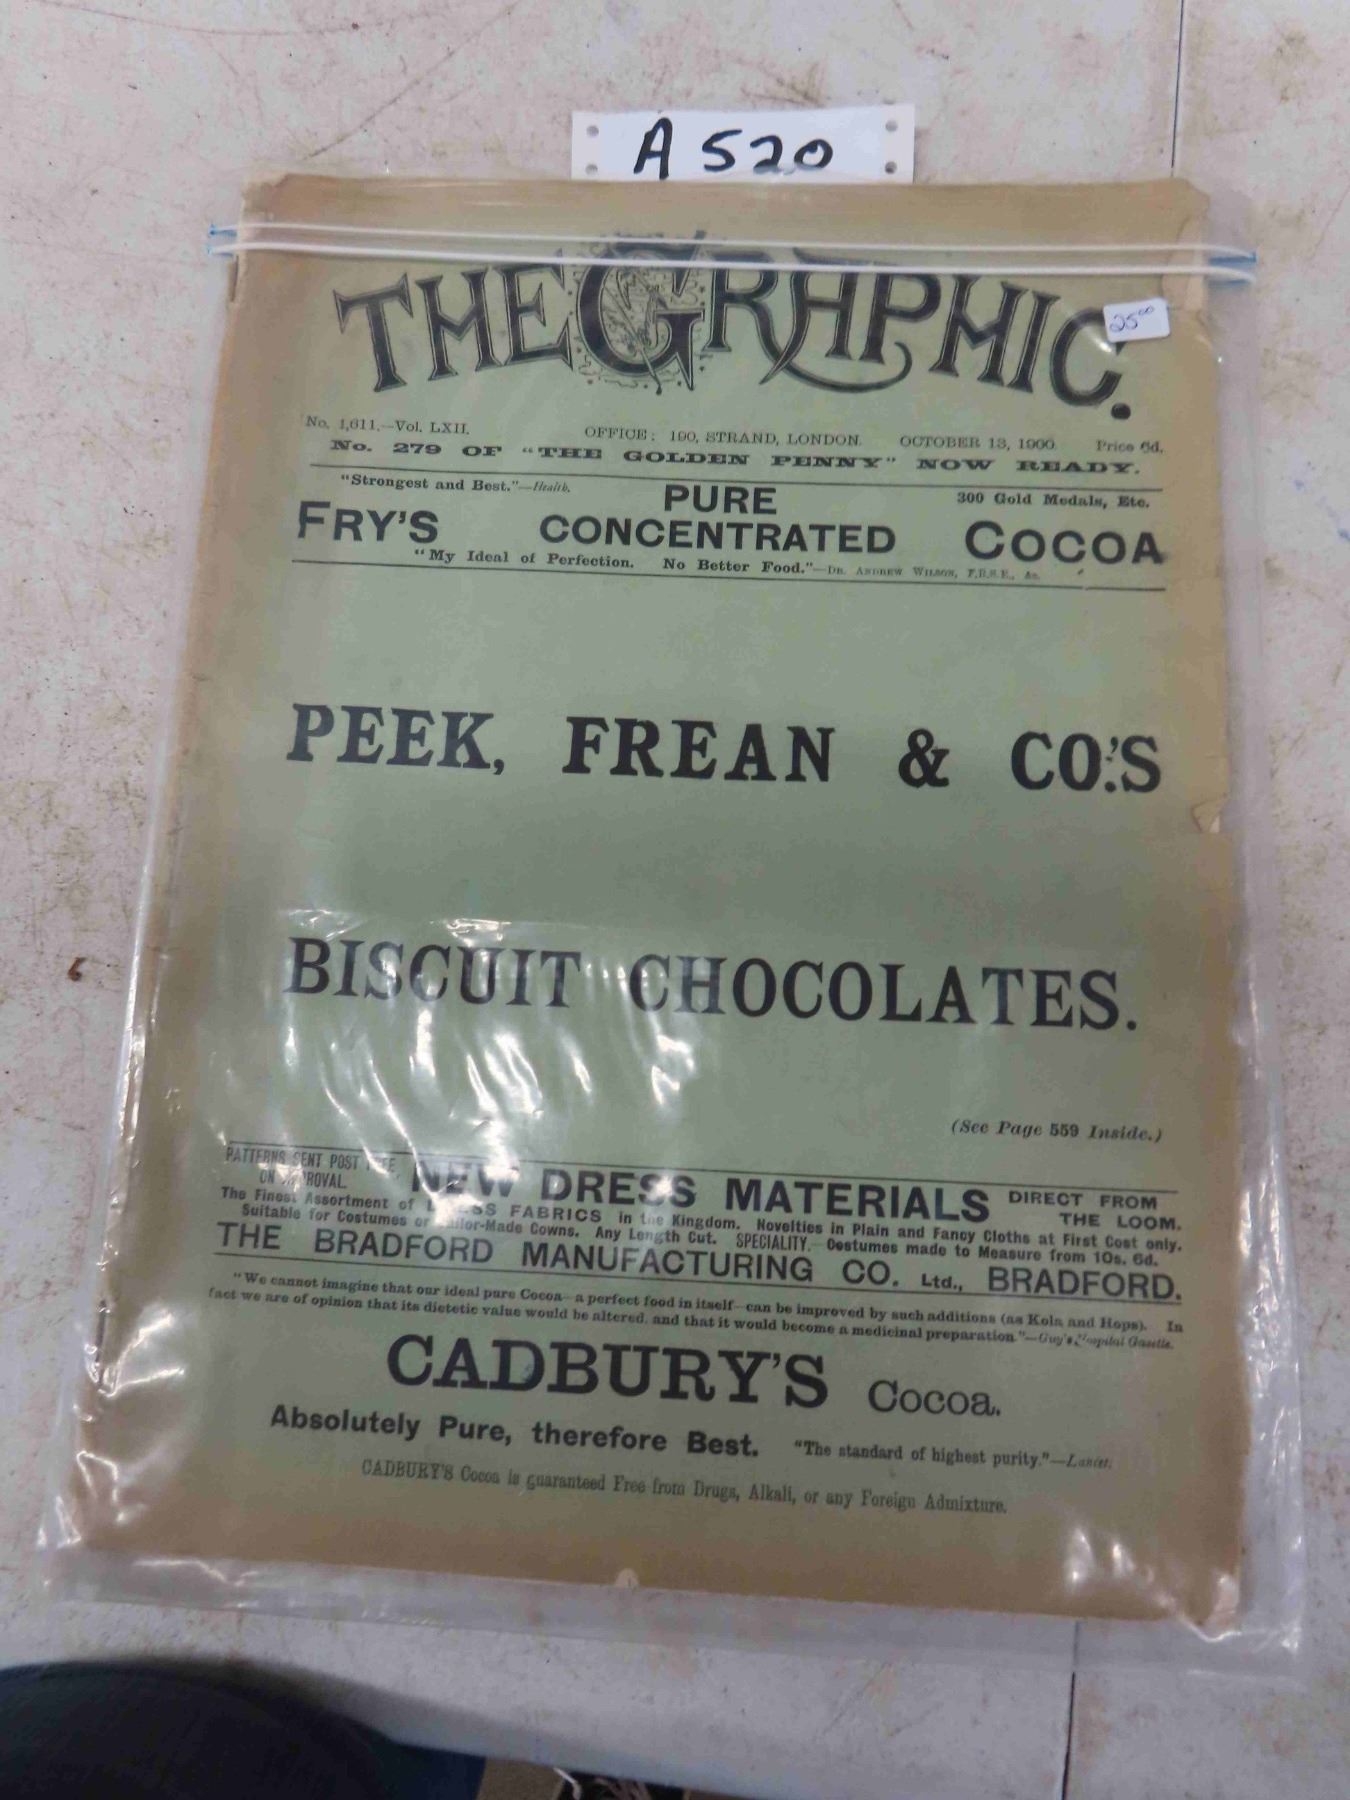 A 520
THE GRAPHIC.
25.00
No. 1,611.—Vol. LXII. OFFICE: 190, STRAND, LONDON. OCTOBER 13, 1900. Price 6d.
No. 279 OF "THE GOLDEN PENNY" NOW READY.
"Strongest and Best."—Health. PURE 300 Gold Medals, Etc.
FRY'S CONCENTRATED COCOA
"My Ideal of Perfection. No Better Food."—DR. ANDREW WILSON, F.R.S.E., &c.
PEEK, FREAN & CO.'S
BISCUIT CHOCOLATES.
(See Page 559 Inside.)
PATTERNS SENT POST FREE
ON APPROVAL. NEW DRESS MATERIALS DIRECT FROM
THE LOOM.
The Finest Assortment of DRESS FABRICS in the Kingdom. Novelties in Plain and Fancy Cloths at First Cost only.
Suitable for Costumes or Tailor-Made Gowns. Any Length Cut. SPECIALITY.—Costumes made to Measure from 10s. 6d.
THE BRADFORD MANUFACTURING CO. Ltd., BRADFORD.
"We cannot imagine that our ideal pure Cocoa—a perfect food in itself—can be improved by such additions (as Kola and Hops). In
fact we are of opinion that its dietetic value would be altered, and that it would become a medicinal preparation."—Guy's Hospital Gazette.
CADBURY'S Cocoa.
Absolutely Pure, therefore Best. "The standard of highest purity."—Lancet.
CADBURY'S Cocoa is guaranteed Free from Drugs, Alkali, or any Foreign Admixture.